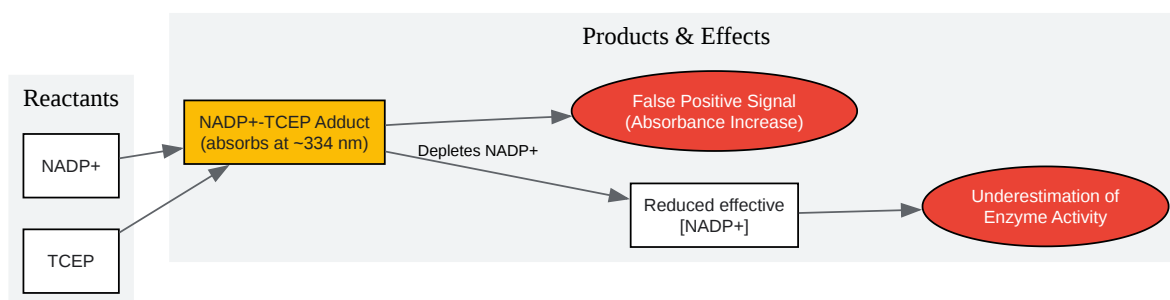 Products & Effects
Reactants
NADP+
TCEP
NADP+-TCEP Adduct
(absorbs at ~334 nm)
False Positive Signal
(Absorbance Increase)
Depletes NADP+
Reduced effective
[NADP+]
Underestimation of
Enzyme Activity